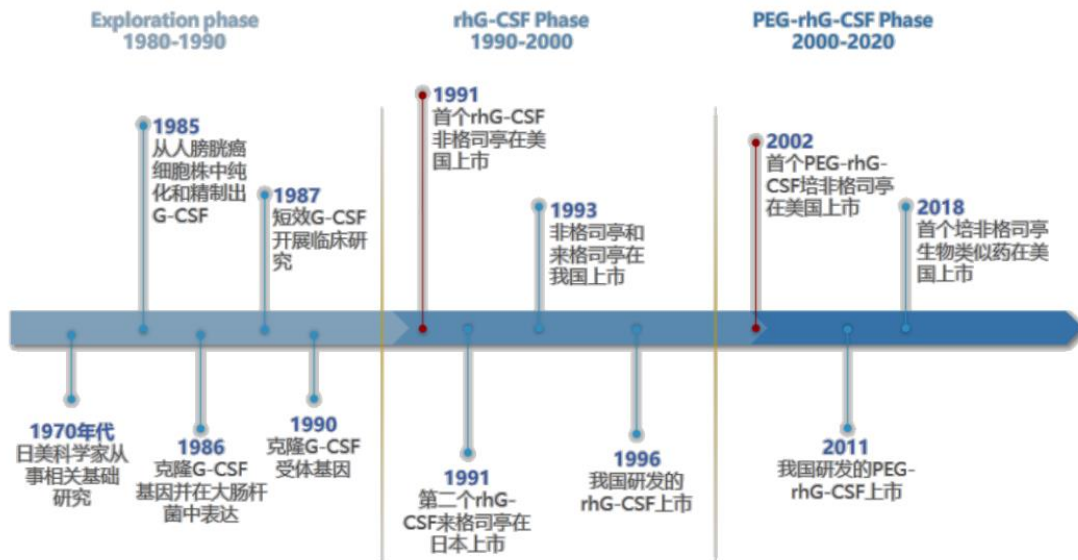 Exploration phase
1980-1990
rhG-CSF Phase
1990-2000
PEG-rhG-CSF Phase
2000-2020
1985
从人膀胱癌
细胞株中纯
化和精制出
G-CSF
1987
短效G-CSF
开展临床研
究
1991
首个rhG-CSF
非格司亭在美
国上市
1993
非格司亭和
来格司亭在
我国上市
2002
首个PEG-rhG-
CSF培非格司亭
在美国上市
2018
首个培非格司亭
生物类似药在美
国上市
1970年代
日美科学家从
事相关基础
研究
1986
克隆G-CSF
基因并在大肠杆
菌中表达
1990
克隆G-CSF
受体基因
1991
第二个rhG-
CSF来格司亭在
日本上市
1996
我国研发的
rhG-CSF上市
2011
我国研发的PEG-
rhG-CSF上市